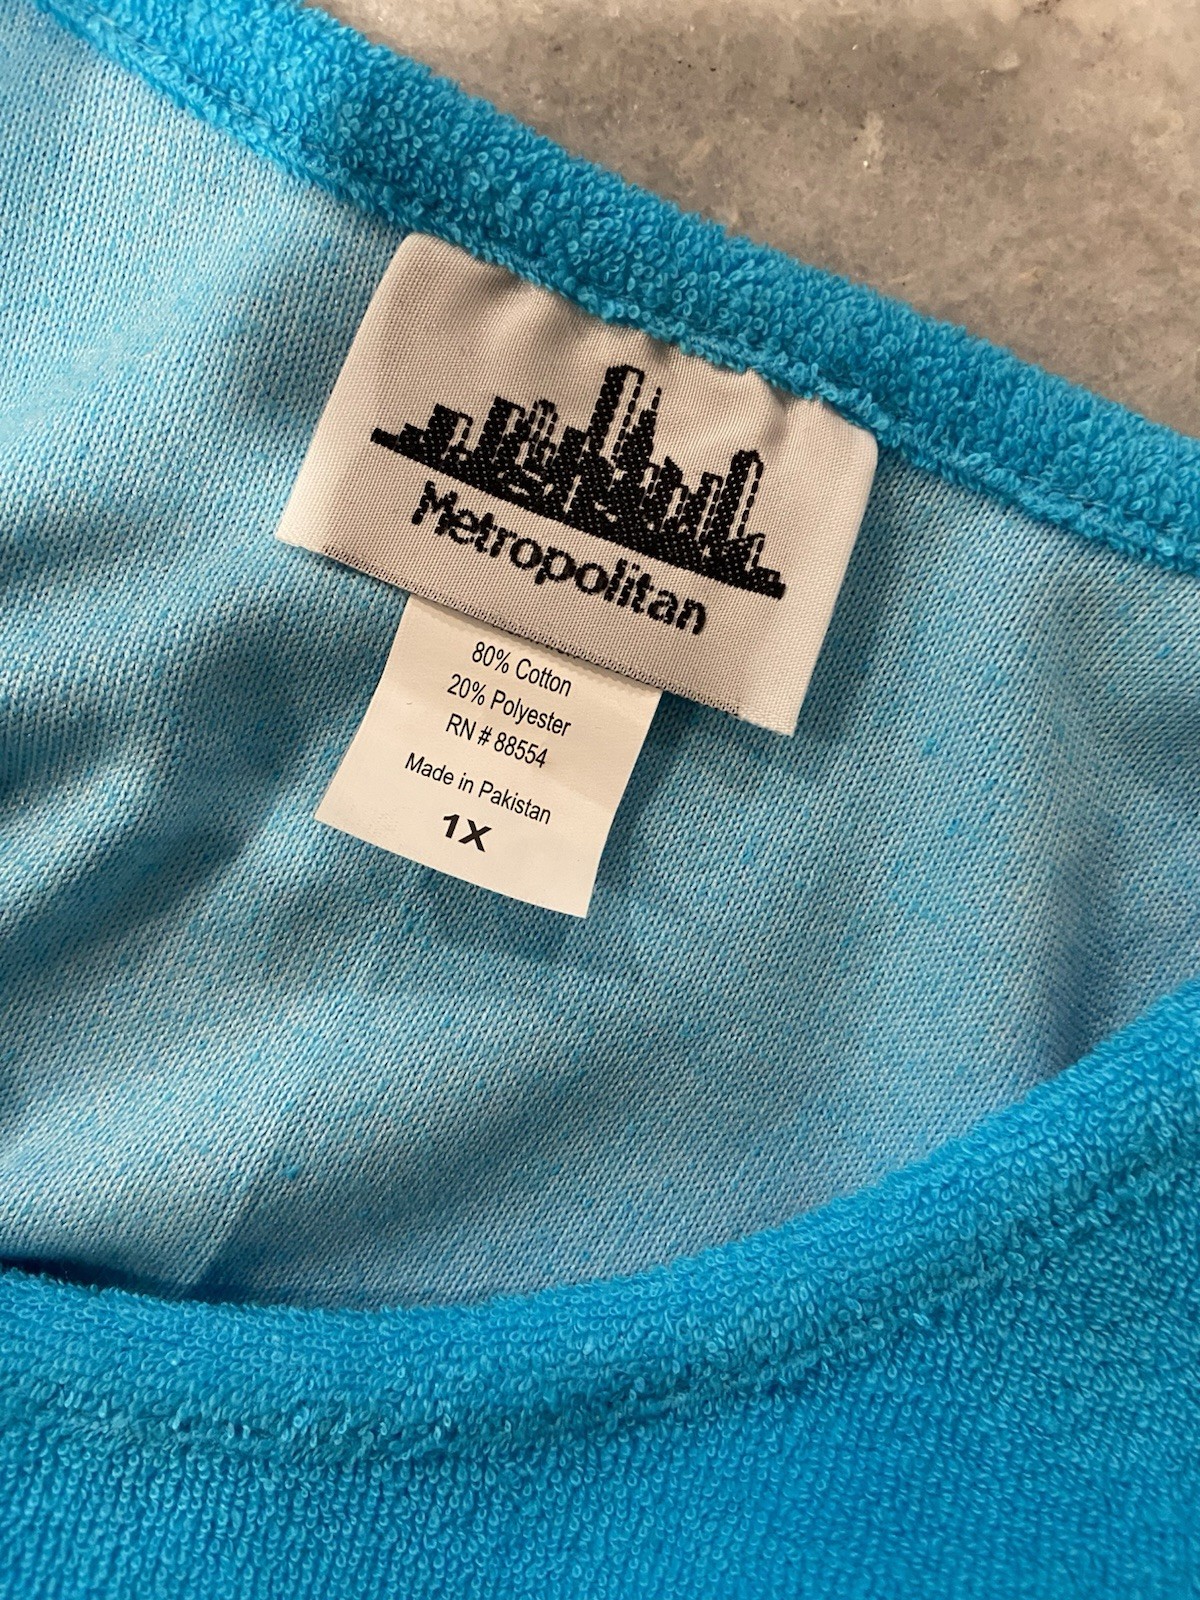 Metropolitan
80% Cotton
20% Polyester
RN # 88554
Made in Pakistan
1X